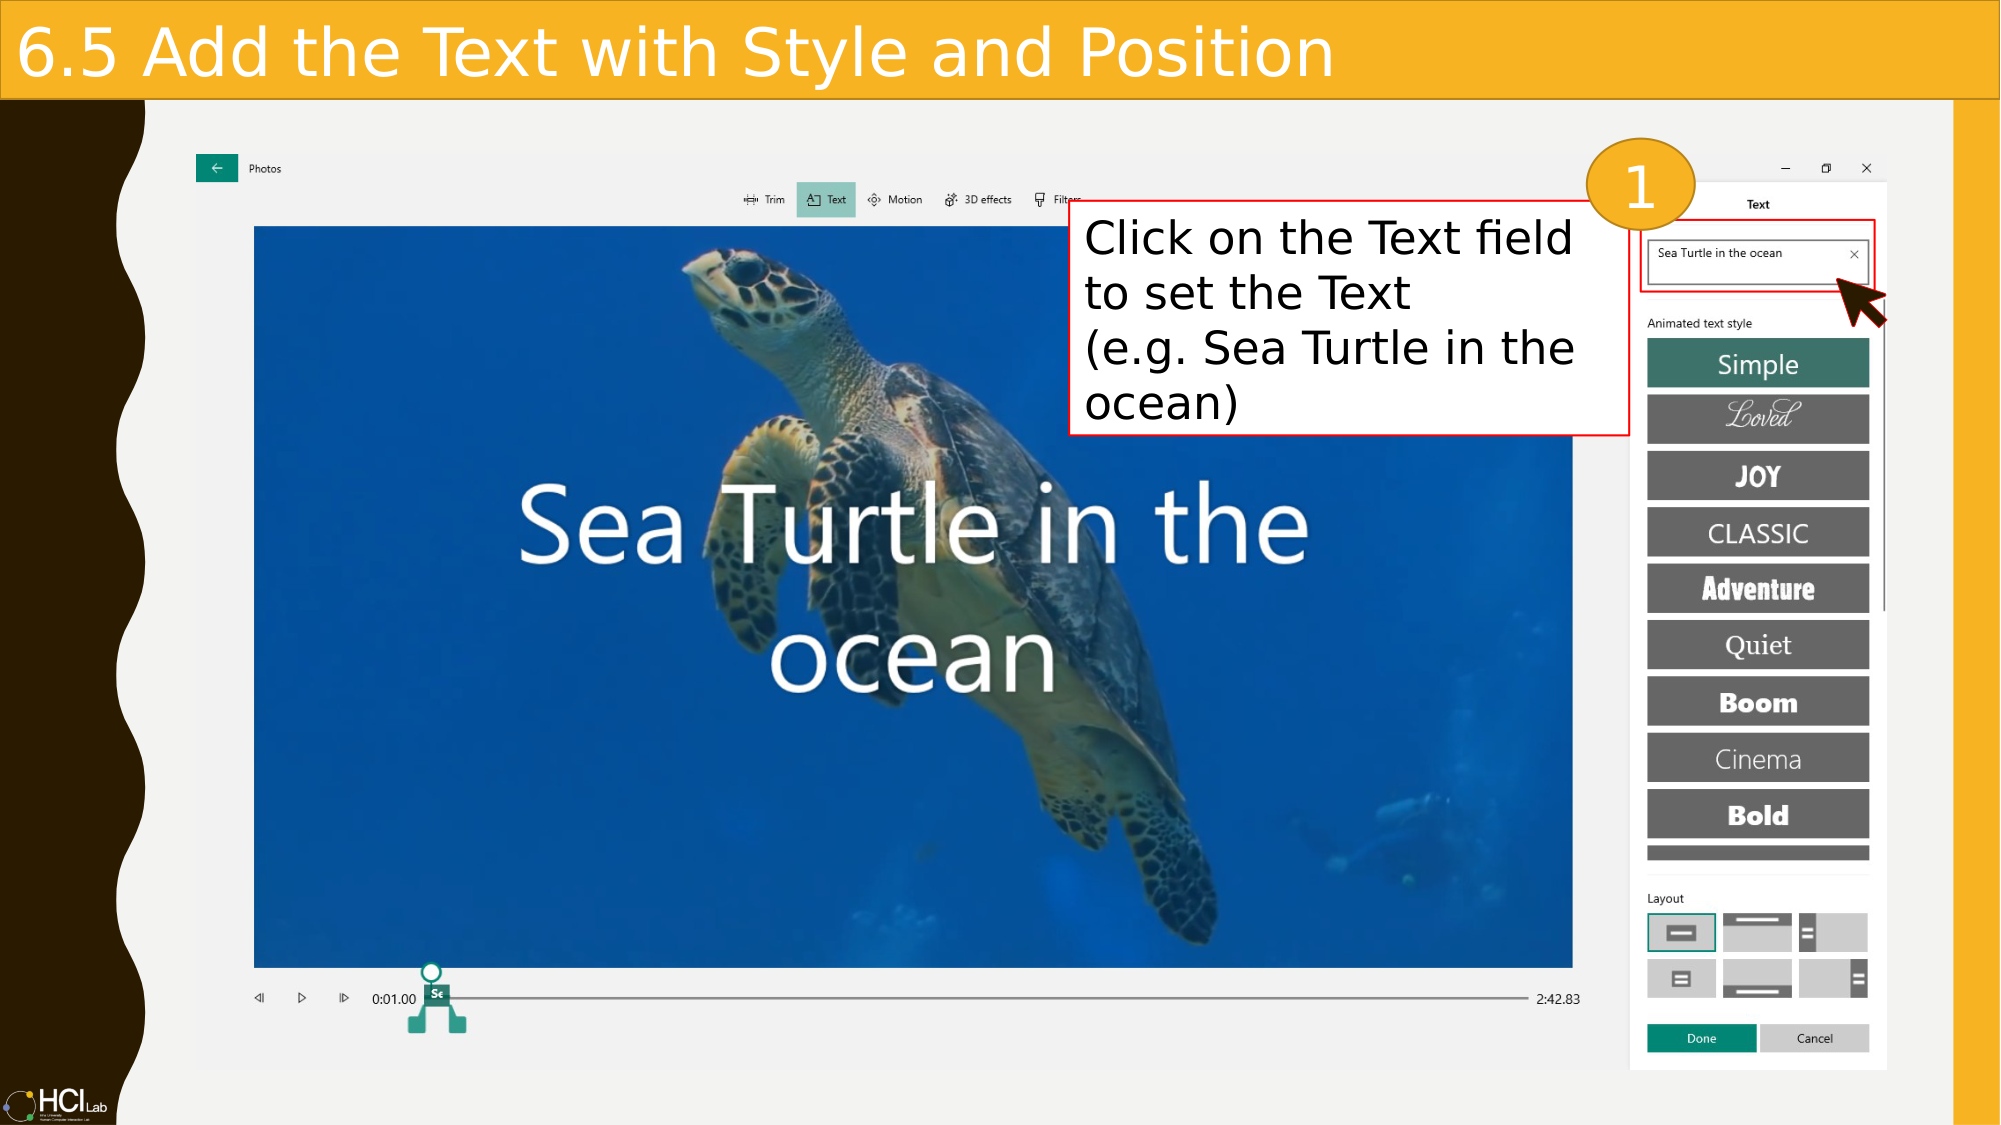 6.5 Add the Text with Style and Position
Photos
Trim
Text
Motion
3D effects
Filters
1
Click on the Text field
to set the Text
(e.g. Sea Turtle in the
ocean)
Text
Sea Turtle in the ocean
Animated text style
Simple
Loved
JOY
CLASSIC
Adventure
Quiet
Boom
Cinema
Bold
Sea Turtle in the
ocean
0:01.00
Se
2:42.83
Layout
Done
Cancel
HCI Lab